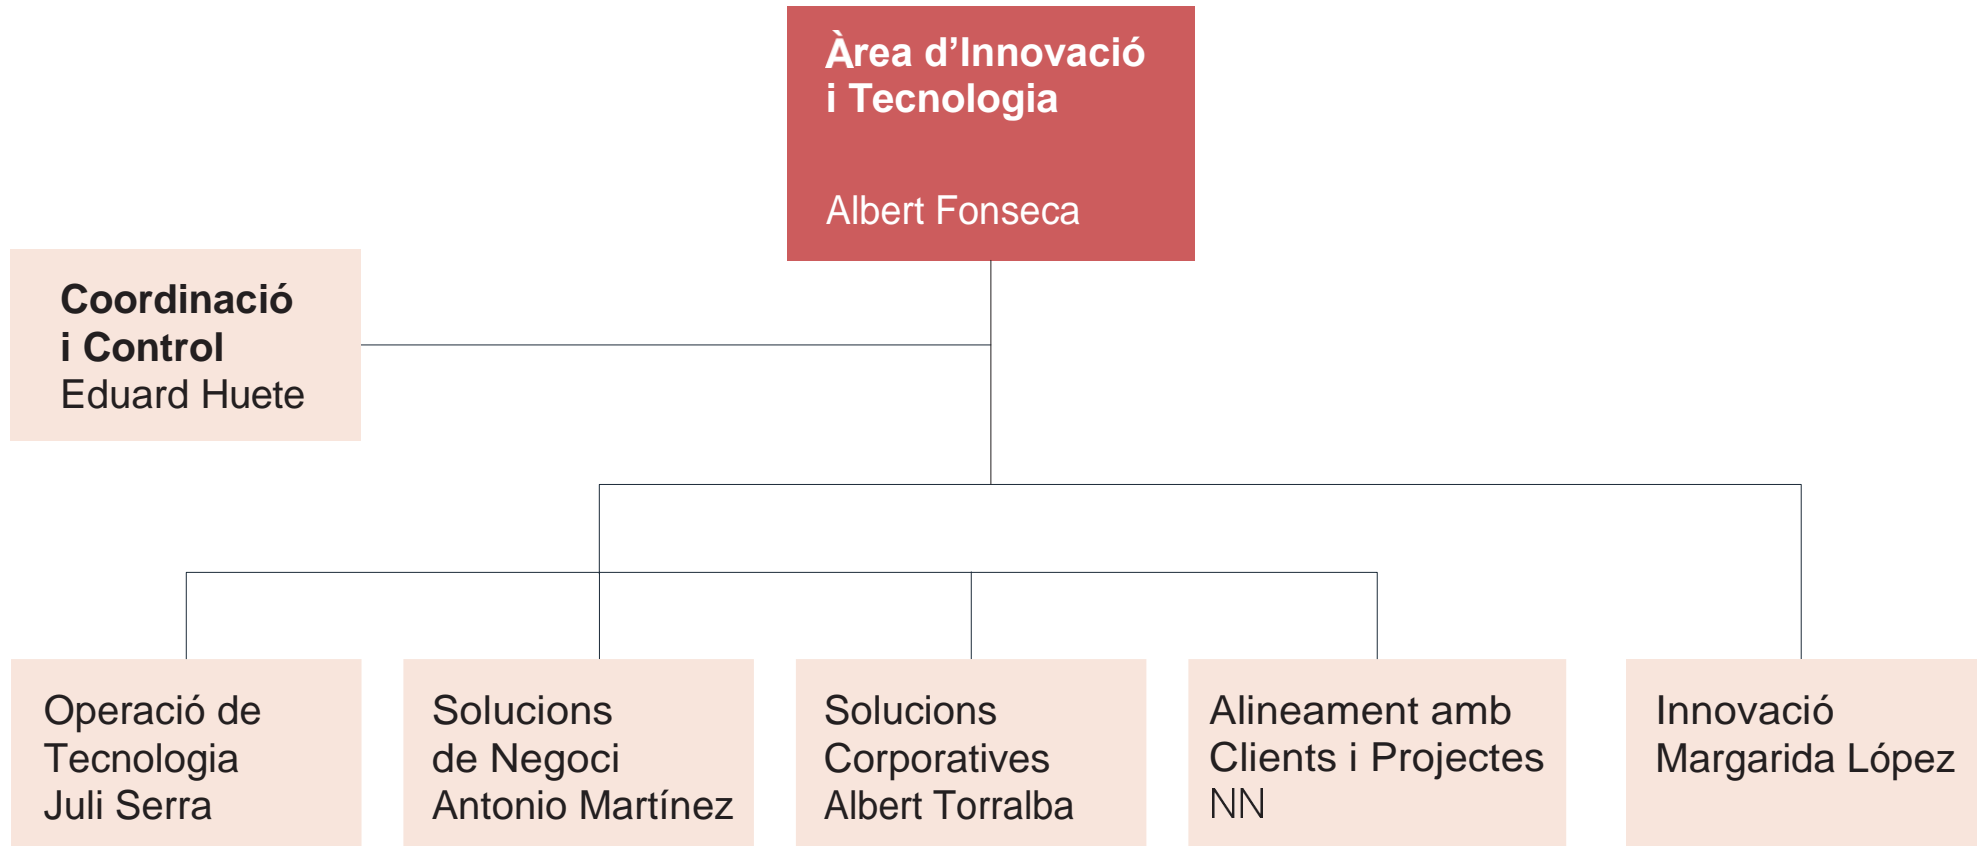 Àrea d’Innovació
i Tecnologia
Albert Fonseca
Coordinació
i Control
Eduard Huete
Operació de
Tecnologia
Juli Serra
Solucions
de Negoci
Antonio Martínez
Solucions
Corporatives
Albert Torralba
Alineament amb
Clients i Projectes
NN
Innovació
Margarida López